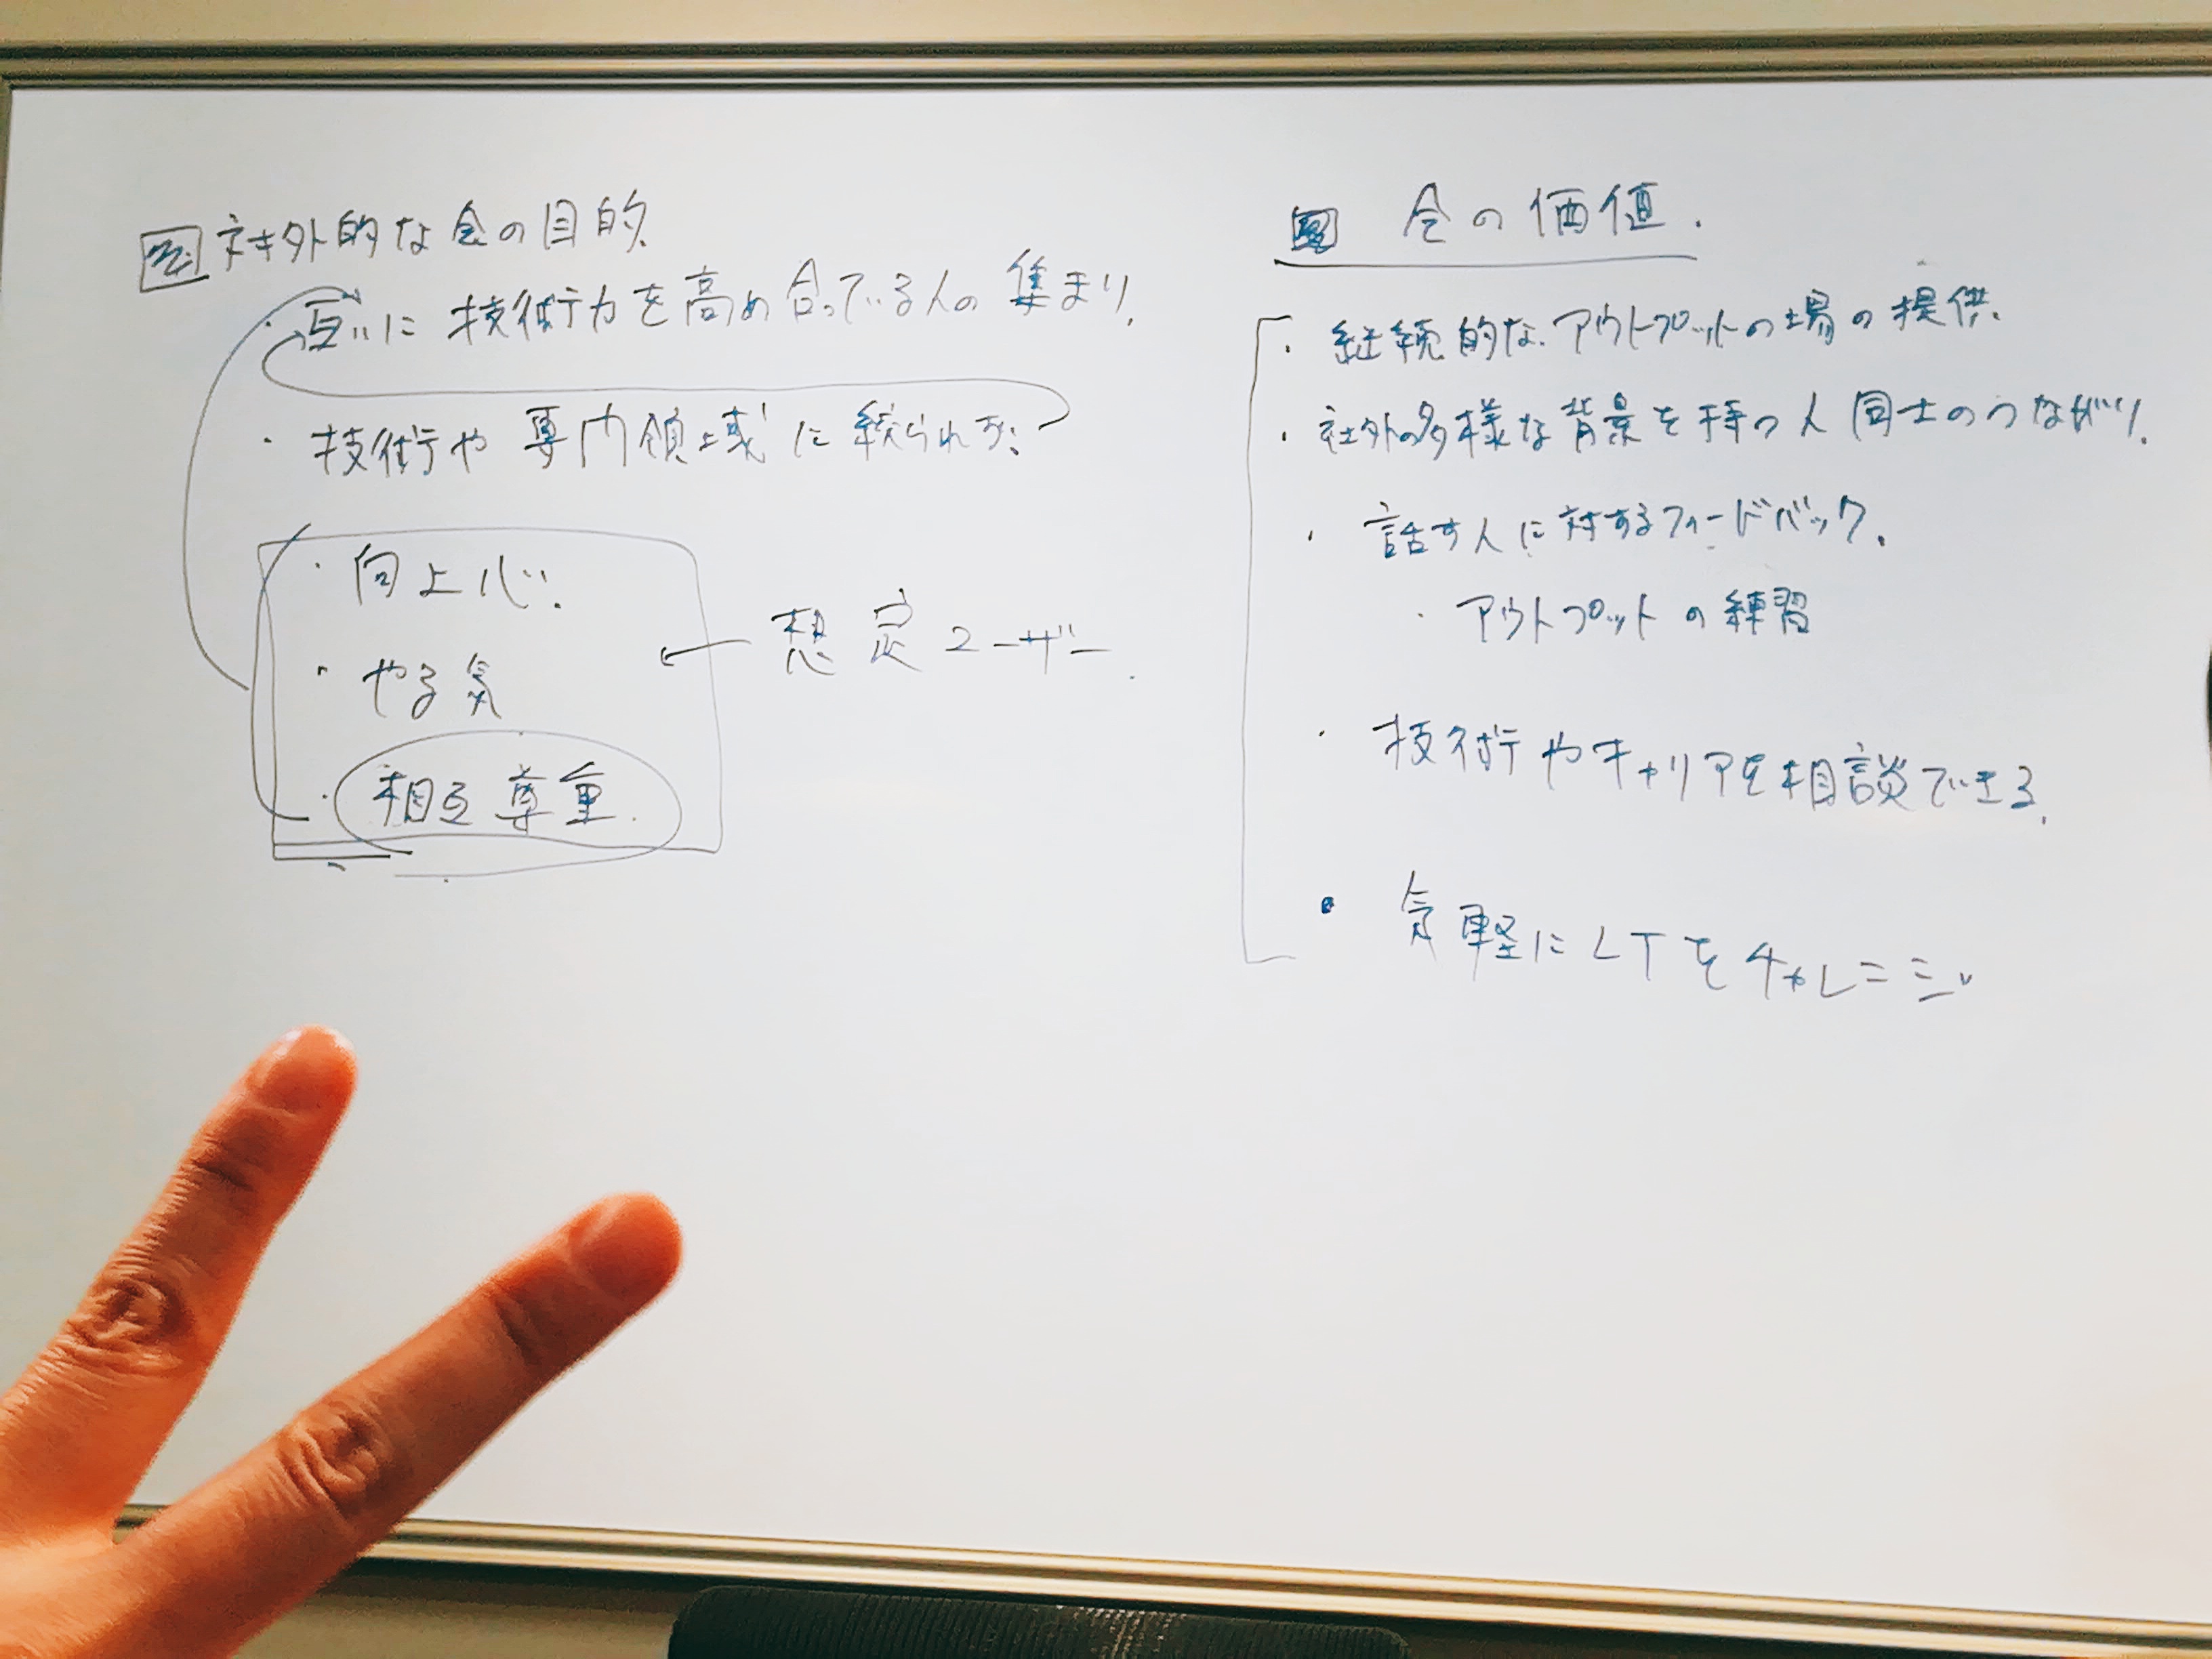 社外的な会の目的
・互いに技術力を高め合っている人の集まり.
・技術や専門領域に絞られず.
・向上心.
・やる気
・相互尊重.
想定ユーザー.
会の価値.
・継続的なアウトプットの場の提供.
・社外の多様な背景を持つ人同士のつながり.
・話す人に対するフィードバック.
・アウトプットの練習
・技術やキャリアを相談できる.
・気軽にLTをチャレンジ